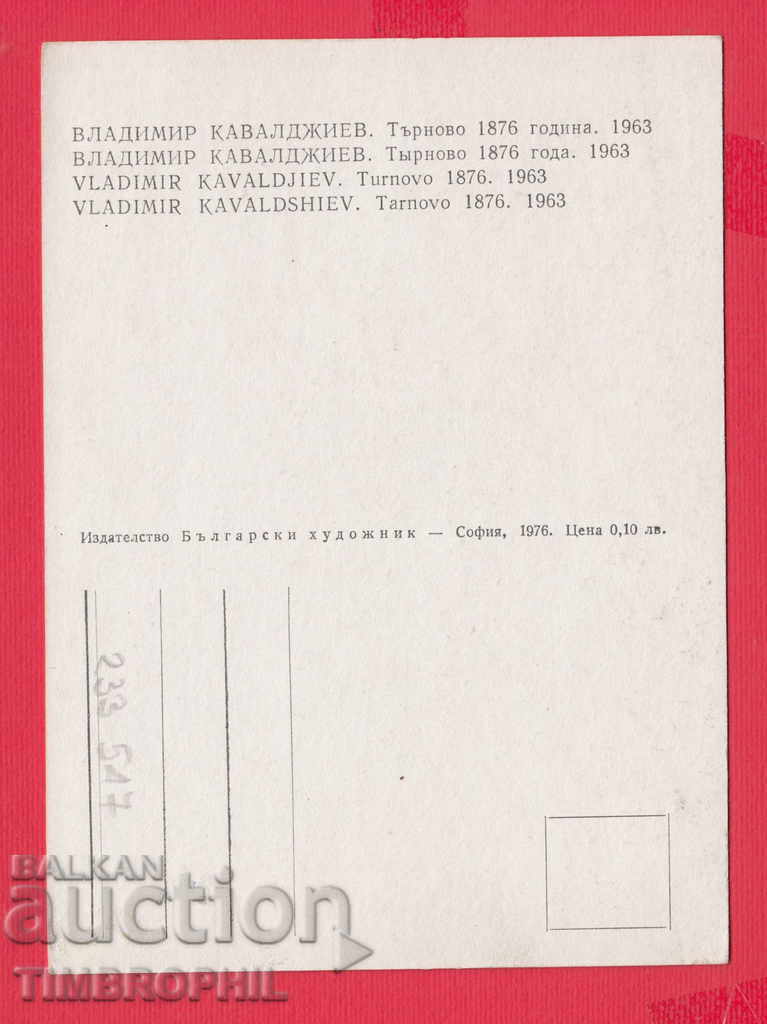 ВЛАДИМИР КАВАЛДЖИЕВ. Търново 1876 година. 1963
ВЛАДИМИР КАВАЛДЖИЕВ. Тырново 1876 года. 1963
VLADIMIR KAVALDJIEV. Turnovo 1876. 1963
VLADIMIR KAVALDSHIEV. Tarnovo 1876. 1963
Издателство Български художник — София, 1976. Цена 0,10 лв.
233 517
BALKAN
auction
TIMBROPHIL